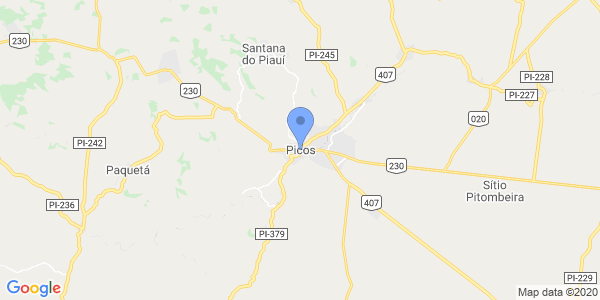 230
Santana
do Piauí
PI-245
407
PI-228
PI-227
230
020
PI-242
Picos
Paquetá
230
Sítio
Pitombeira
PI-236
407
PI-379
PI-229
Google
Map data ©2020